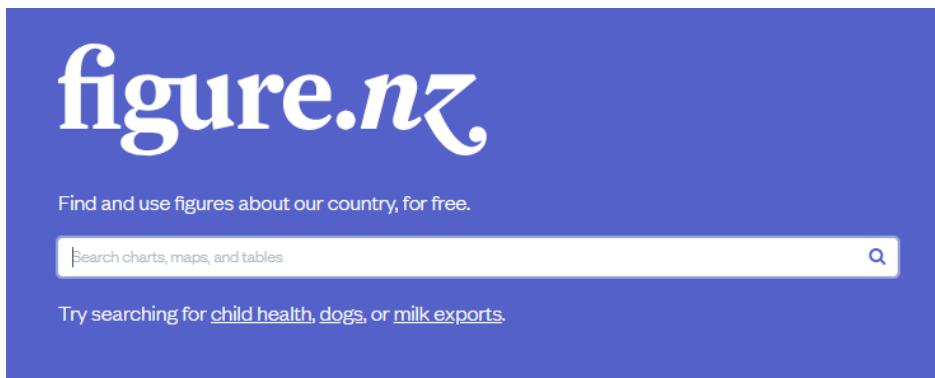 figure.nz
Find and use figures about our country, for free.
Search charts, maps, and tables
Try searching for child health, dogs, or milk exports.